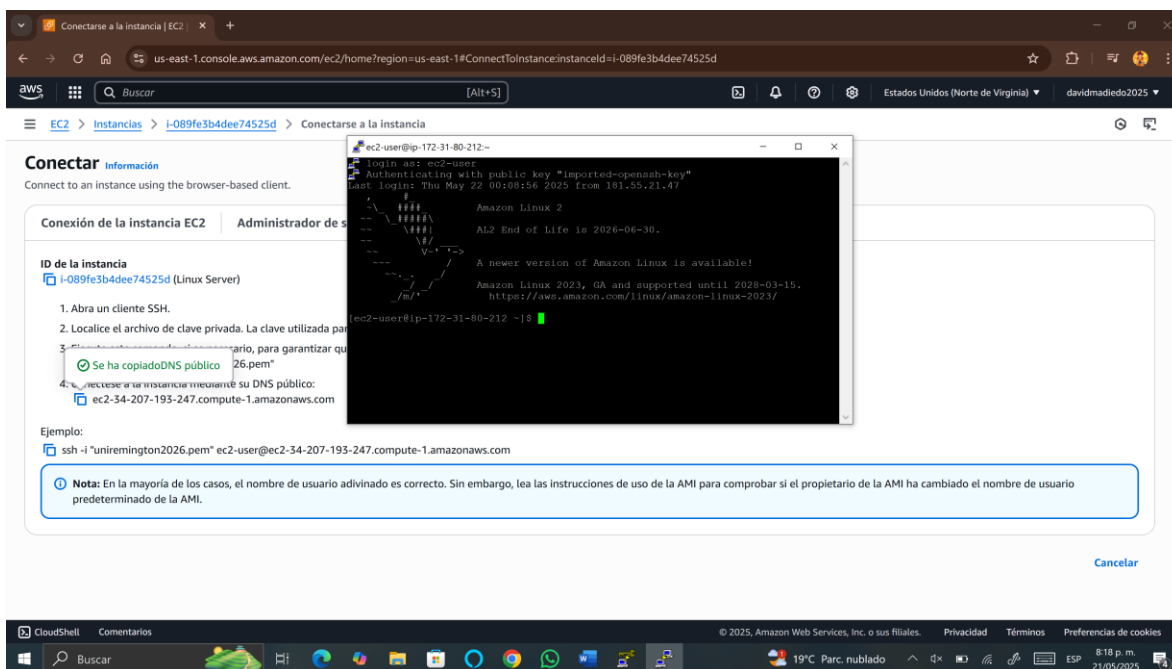 Conectarse a la instancia | EC2 |
us-east-1.console.aws.amazon.com/ec2/home?region=us-east-1#ConnectToInstance:instanceId=i-089fe3b4dee74525d
aws
Buscar
[Alt+S]
Estados Unidos (Norte de Virginia)
davidmadiedo2025
EC2 > Instancias > i-089fe3b4dee74525d > Conectarse a la instancia
Conectar Información
Connect to an instance using the browser-based client.
Conexión de la instancia EC2
Administrador de s
ID de la instancia
i-089fe3b4dee74525d (Linux Server)
1. Abra un cliente SSH.
2. Localice el archivo de clave privada. La clave utilizada par
ario, para garantizar qu
Se ha copiadoDNS público
26.pem"
su DNS público:
ec2-34-207-193-247.compute-1.amazonaws.com
Ejemplo:
ssh -i "uniremington2026.pem" ec2-user@ec2-34-207-193-247.compute-1.amazonaws.com
Nota: En la mayoría de los casos, el nombre de usuario adivinado es correcto. Sin embargo, lea las instrucciones de uso de la AMI para comprobar si el propietario de la AMI ha cambiado el nombre de usuario
predeterminado de la AMI.
Cancelar
ec2-user@ip-172-31-80-212:~
login as: ec2-user
Authenticating with public key "imported-openssh-key"
Last login: Thu May 22 00:08:56 2025 from 181.55.21.47
Amazon Linux 2
AL2 End of Life is 2026-06-30.
A newer version of Amazon Linux is available!
Amazon Linux 2023, GA and supported until 2028-03-15.
https://aws.amazon.com/linux/amazon-linux-2023/
[ec2-user@ip-172-31-80-212 ~]$
CloudShell
Comentarios
© 2025, Amazon Web Services, Inc. o sus filiales.
Privacidad
Términos
Preferencias de cookies
Buscar
19°C Parc. nublado
ESP
8:18 p. m.
21/05/2025